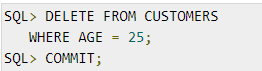 SQL> DELETE FROM CUSTOMERS
WHERE AGE = 25;
SQL> COMMIT;